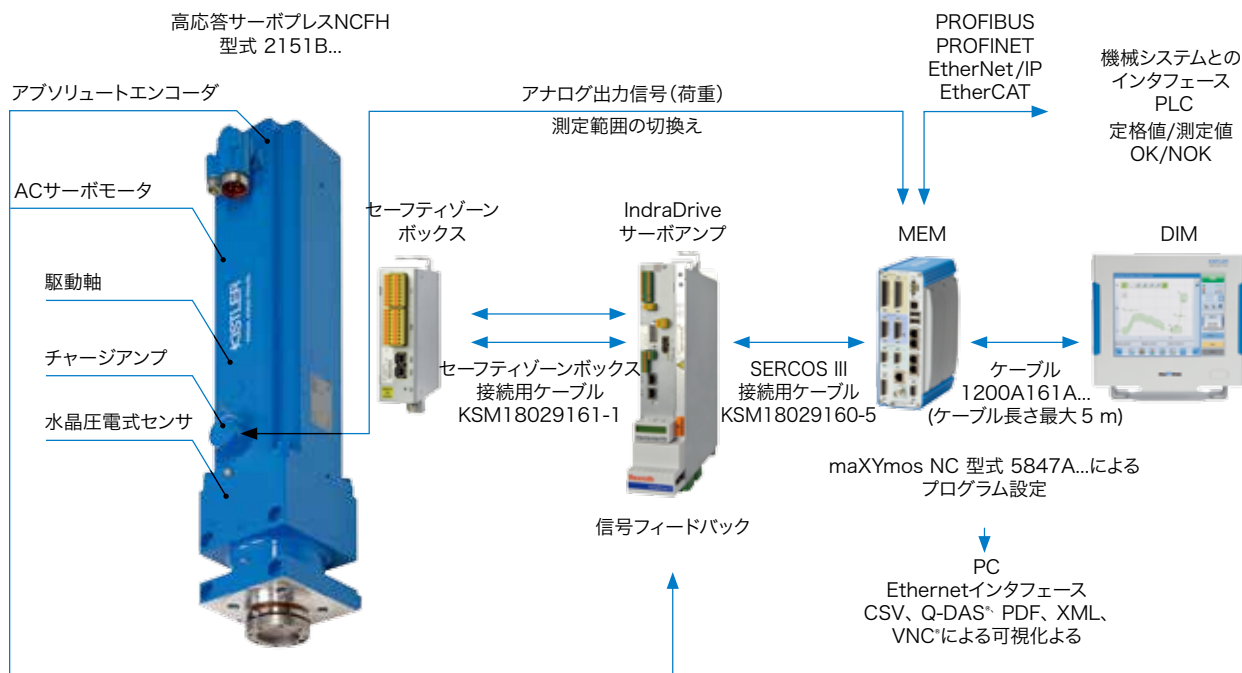 高応答サーボプレスNCFH
型式 2151B...
アブソリュートエンコーダ
ACサーボモータ
駆動軸
チャージアンプ
水晶圧電式センサ
KISTLER
アナログ出力信号(荷重)
測定範囲の切換え
PROFIBUS
PROFINET
EtherNet/IP
EtherCAT
機械システムとの
インタフェース
PLC
定格値/測定値
OK/NOK
セーフティゾーン
ボックス
IndraDrive
サーボアンプ
MEM
DIM
セーフティゾーンボックス
接続用ケーブル
KSM18029161-1
SERCOS III
接続用ケーブル
KSM18029160-5
ケーブル
1200A161A...
(ケーブル長さ最大 5 m)
maXYmos NC 型式 5847A...による
プログラム設定
信号フィードバック
PC
Ethernetインタフェース
CSV、Q-DAS®、PDF、XML、
VNC®による可視化よる